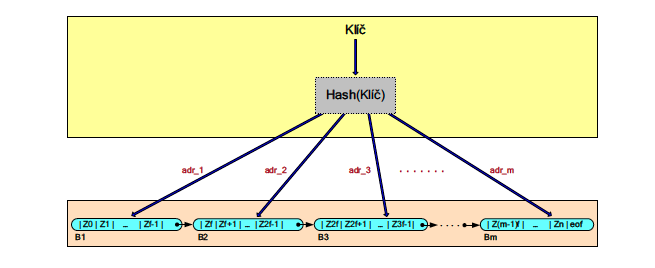 Klíč
Hash(Klíč)
adr_1 adr_2 adr_3 ....... adr_m
| Z0 | Z1 | ... | Zf-1 | | Zf | Zf+1 | ... | Z2f-1 | | Z2f | Z2f+1 | ... | Z3f-1 | ..... | Z(m-1)f | ... | Zn | eof
B1 B2 B3 Bm